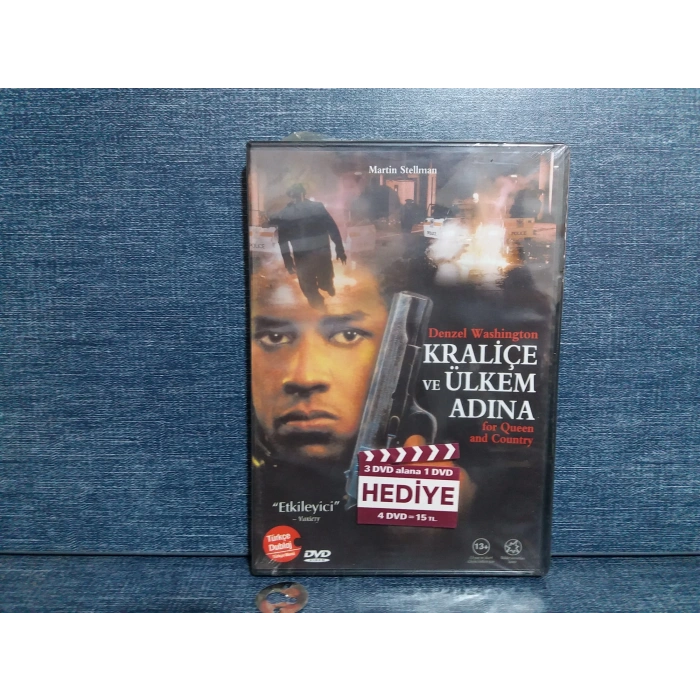 Martin Stellman
Denzel Washington
KRALİÇE
VE ÜLKEM
ADINA
for Queen
and Country
3 DVD alana 1 DVD
HEDİYE
4 DVD = 15 TL
"Etkileyici"
– Variety
Türkçe
Dublaj
DVD
13+